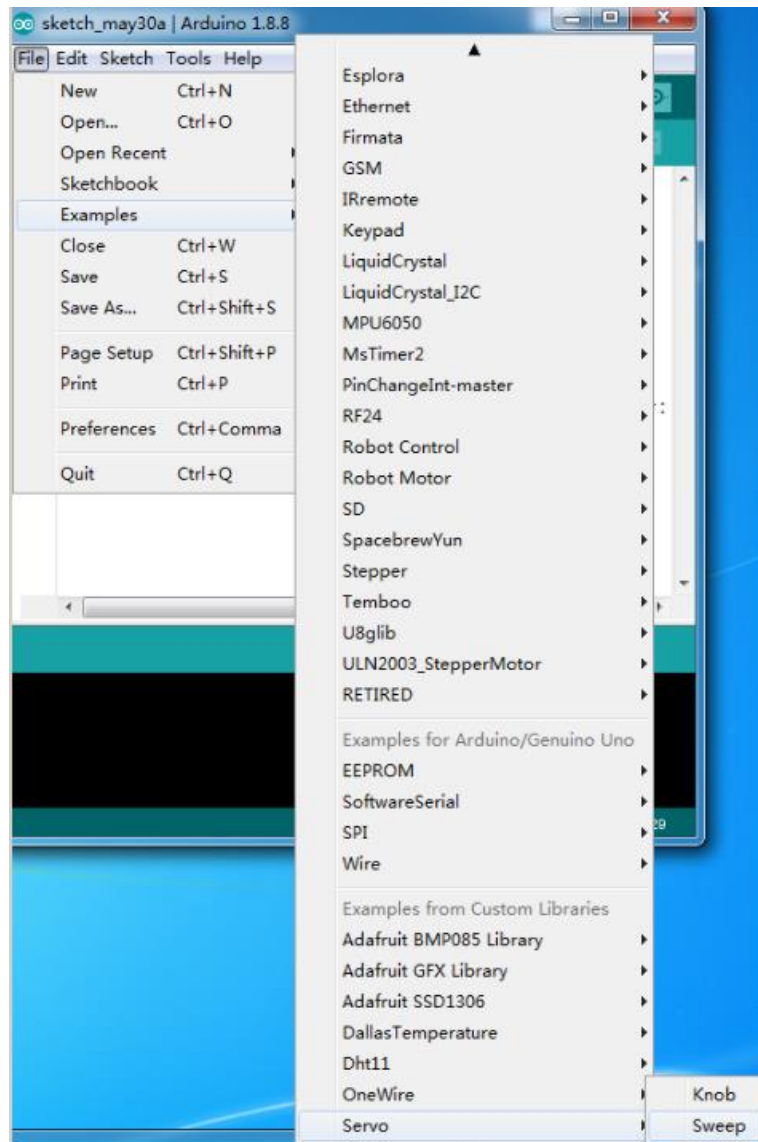 sketch_may30a | Arduino 1.8.8
File Edit Sketch Tools Help
New Ctrl+N
Open... Ctrl+O
Open Recent
Sketchbook
Examples
Close Ctrl+W
Save Ctrl+S
Save As... Ctrl+Shift+S
Page Setup Ctrl+Shift+P
Print Ctrl+P
Preferences Ctrl+Comma
Quit Ctrl+Q
Esplora
Ethernet
Firmata
GSM
IRremote
Keypad
LiquidCrystal
LiquidCrystal_I2C
MPU6050
MsTimer2
PinChangeInt-master
RF24
Robot Control
Robot Motor
SD
SpacebrewYun
Stepper
Temboo
U8glib
ULN2003_StepperMotor
RETIRED
Examples for Arduino/Genuino Uno
EEPROM
SoftwareSerial
SPI
Wire
Examples from Custom Libraries
Adafruit BMP085 Library
Adafruit GFX Library
Adafruit SSD1306
DallasTemperature
Dht11
OneWire
Servo
Knob
Sweep
29